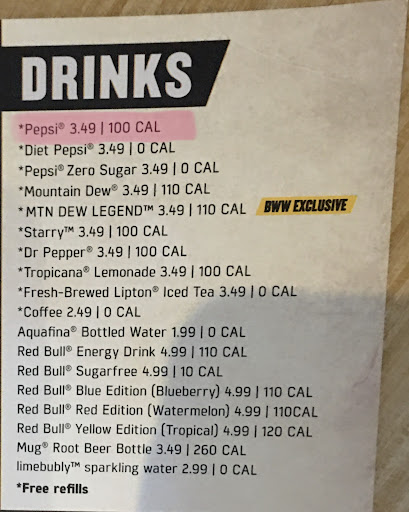 DRINKS
*Pepsi® 3.49 | 100 CAL
*Diet Pepsi® 3.49 | 0 CAL
*Pepsi® Zero Sugar 3.49 | 0 CAL
*Mountain Dew® 3.49 | 110 CAL
* MTN DEW LEGEND™ 3.49 | 110 CAL BWW EXCLUSIVE
*Starry™ 3.49 | 100 CAL
*Dr Pepper® 3.49 | 100 CAL
*Tropicana® Lemonade 3.49 | 100 CAL
*Fresh-Brewed Lipton® Iced Tea 3.49 | 0 CAL
*Coffee 2.49 | 0 CAL
Aquafina® Bottled Water 1.99 | 0 CAL
Red Bull® Energy Drink 4.99 | 110 CAL
Red Bull® Sugarfree 4.99 | 10 CAL
Red Bull® Blue Edition (Blueberry) 4.99 | 110 CAL
Red Bull® Red Edition (Watermelon) 4.99 | 110CAL
Red Bull® Yellow Edition (Tropical) 4.99 | 120 CAL
Mug® Root Beer Bottle 3.49 | 260 CAL
limebubly™ sparkling water 2.99 | 0 CAL
*Free refills